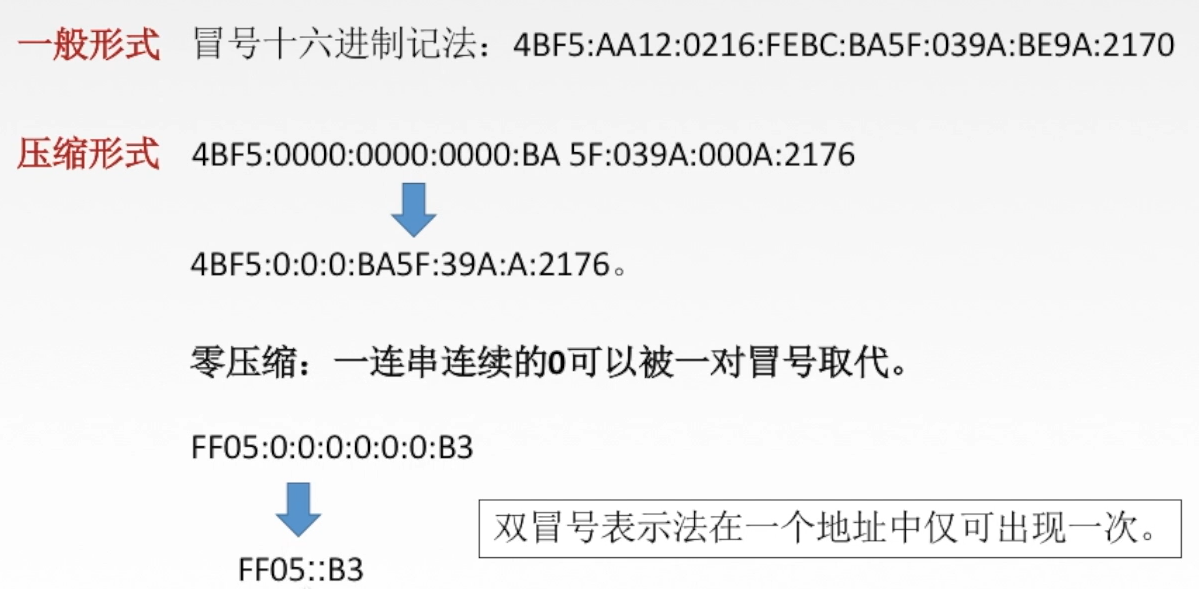 一般形式 冒号十六进制记法：4BF5:AA12:0216:FEBC:BA5F:039A:BE9A:2170
压缩形式 4BF5:0000:0000:0000:BA 5F:039A:000A:2176
4BF5:0:0:0:BA5F:39A:A:2176。
零压缩：一连串连续的0可以被一对冒号取代。
FF05:0:0:0:0:0:0:B3
双冒号表示法在一个地址中仅可出现一次。
FF05::B3